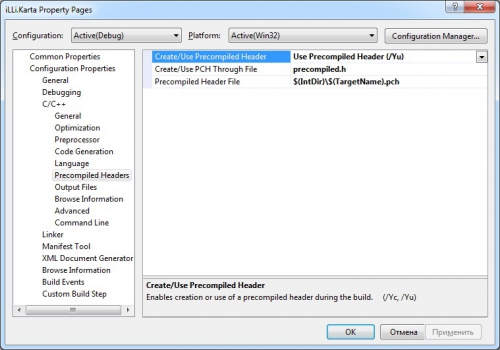 iLLi.Karta Property Pages
Configuration: Active(Debug) Platform: Active(Win32) Configuration Manager...
Common Properties
Configuration Properties
General
Debugging
C/C++
General
Optimization
Preprocessor
Code Generation
Language
Precompiled Headers
Output Files
Browse Information
Advanced
Command Line
Linker
Manifest Tool
XML Document Generator
Browse Information
Build Events
Custom Build Step
Create/Use Precompiled Header Use Precompiled Header (/Yu)
Create/Use PCH Through File precompiled.h
Precompiled Header File $(IntDir)\$(TargetName).pch
Create/Use Precompiled Header
Enables creation or use of a precompiled header during the build. (/Yc, /Yu)
OK Отмена Применить